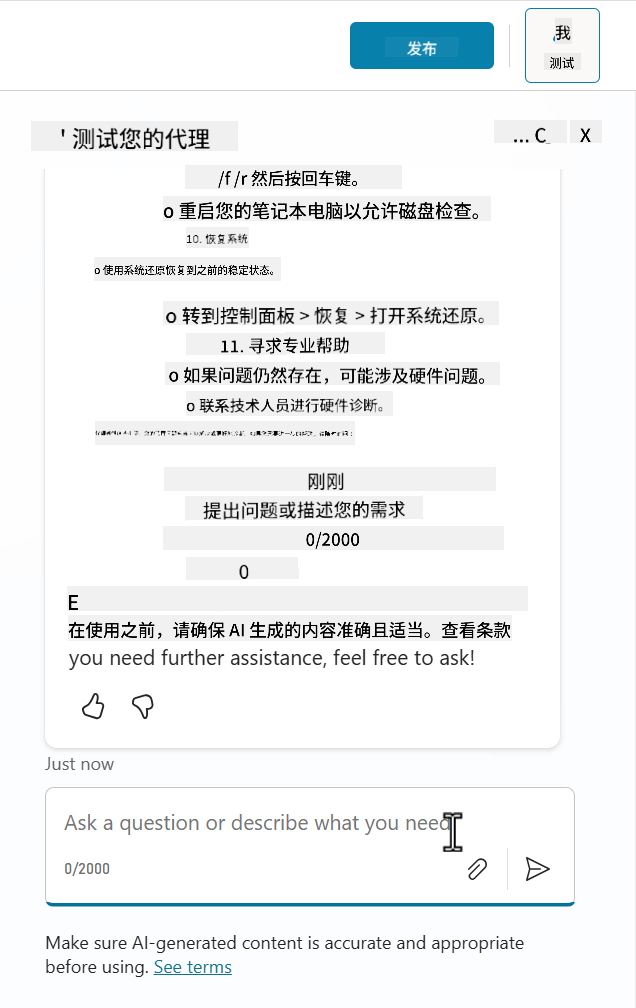 发布
我
测试
' 测试您的代理
... C
X
/f /r 然后按回车键。
o 重启您的笔记本电脑以允许磁盘检查。
10. 恢复系统
o 使用系统还原恢复到之前的稳定状态。
o 转到控制面板 > 恢复 > 打开系统还原。
11. 寻求专业帮助
o 如果问题仍然存在，可能涉及硬件问题。
o 联系技术人员进行硬件诊断。
刚刚
提出问题或描述您的需求
0/2000
0
E
在使用之前，请确保 AI 生成的内容准确且适当。查看条款
you need further assistance, feel free to ask!
Just now
Ask a question or describe what you need
0/2000
Make sure AI-generated content is accurate and appropriate
before using. See terms